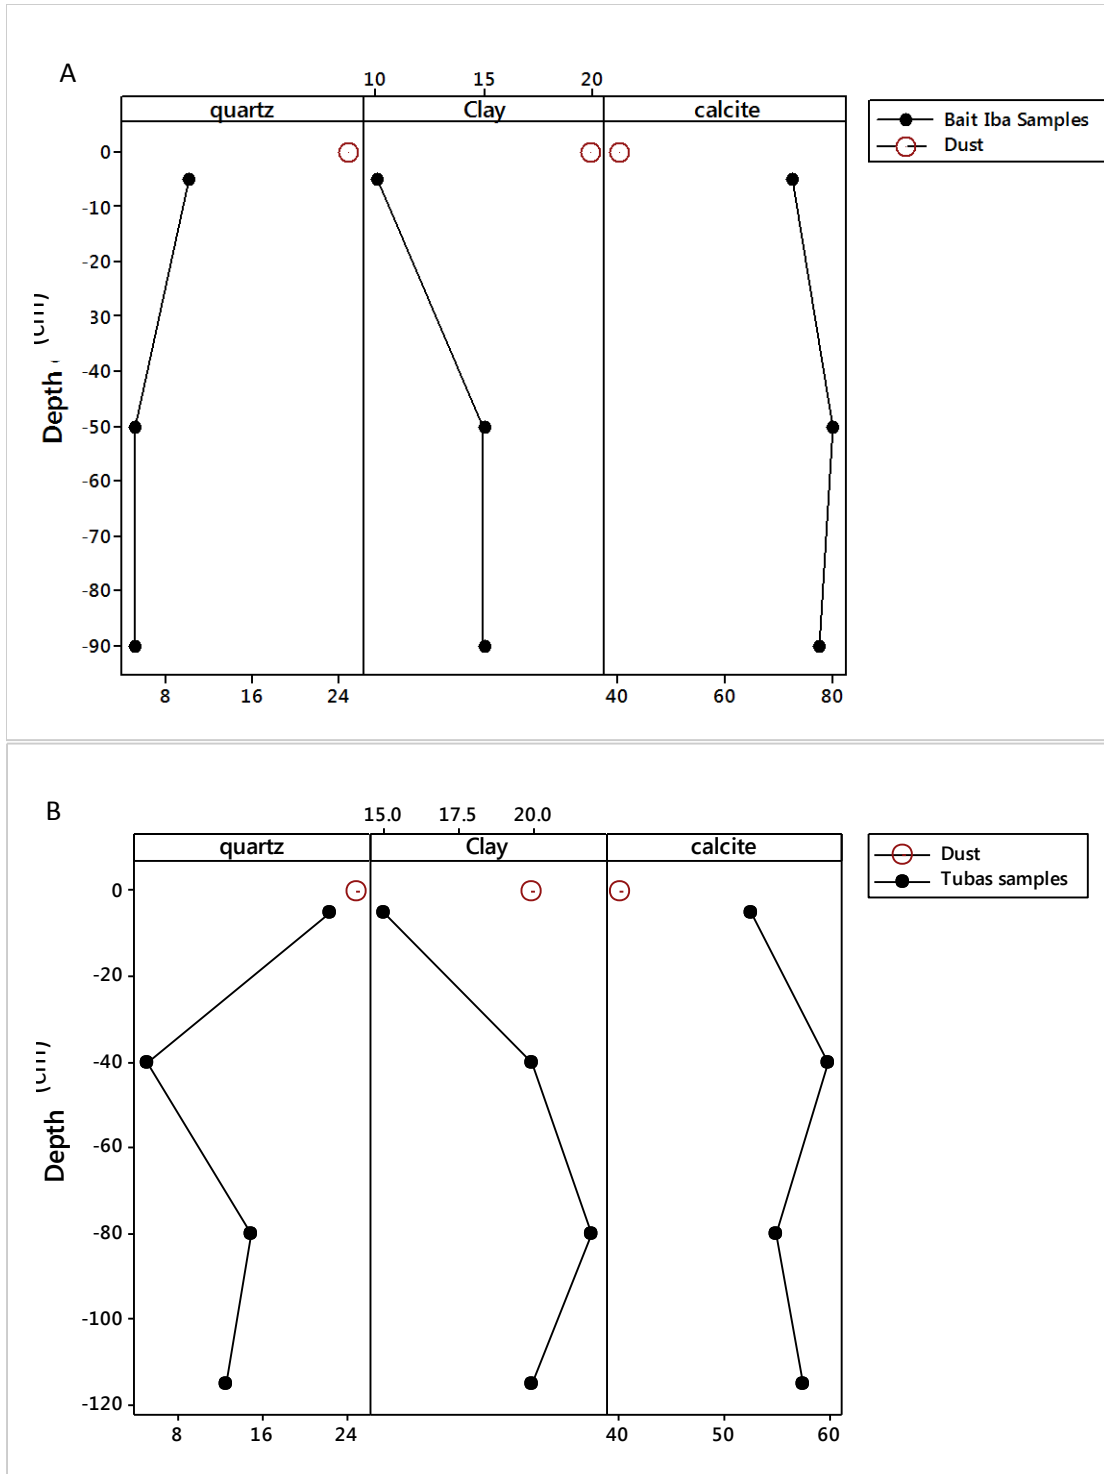 A
10 15 20
quartz Clay calcite
Bait Iba Samples
Dust
0
-10
-20
30
-40
-50
-60
-70
-80
-90
Depth (cm)
8 16 24 40 60 80
B
15.0 17.5 20.0
quartz Clay calcite
Dust
Tubas samples
0
-20
-40
-60
-80
-100
-120
Depth (cm)
8 16 24 40 50 60